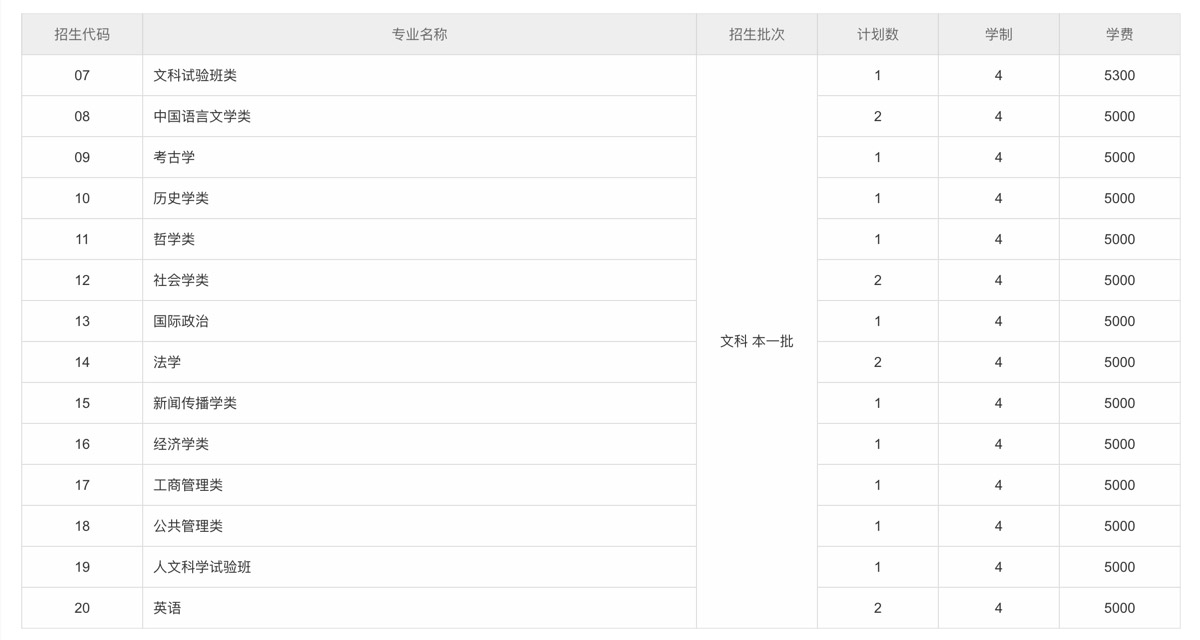 招生代码 专业名称 招生批次 计划数 学制 学费
07 文科试验班类 1 4 5300
08 中国语言文学类 2 4 5000
09 考古学 1 4 5000
10 历史学类 1 4 5000
11 哲学类 1 4 5000
12 社会学类 2 4 5000
13 国际政治 1 4 5000
文科 本一批
14 法学 2 4 5000
15 新闻传播学类 1 4 5000
16 经济学类 1 4 5000
17 工商管理类 1 4 5000
18 公共管理类 1 4 5000
19 人文科学试验班 1 4 5000
20 英语 2 4 5000